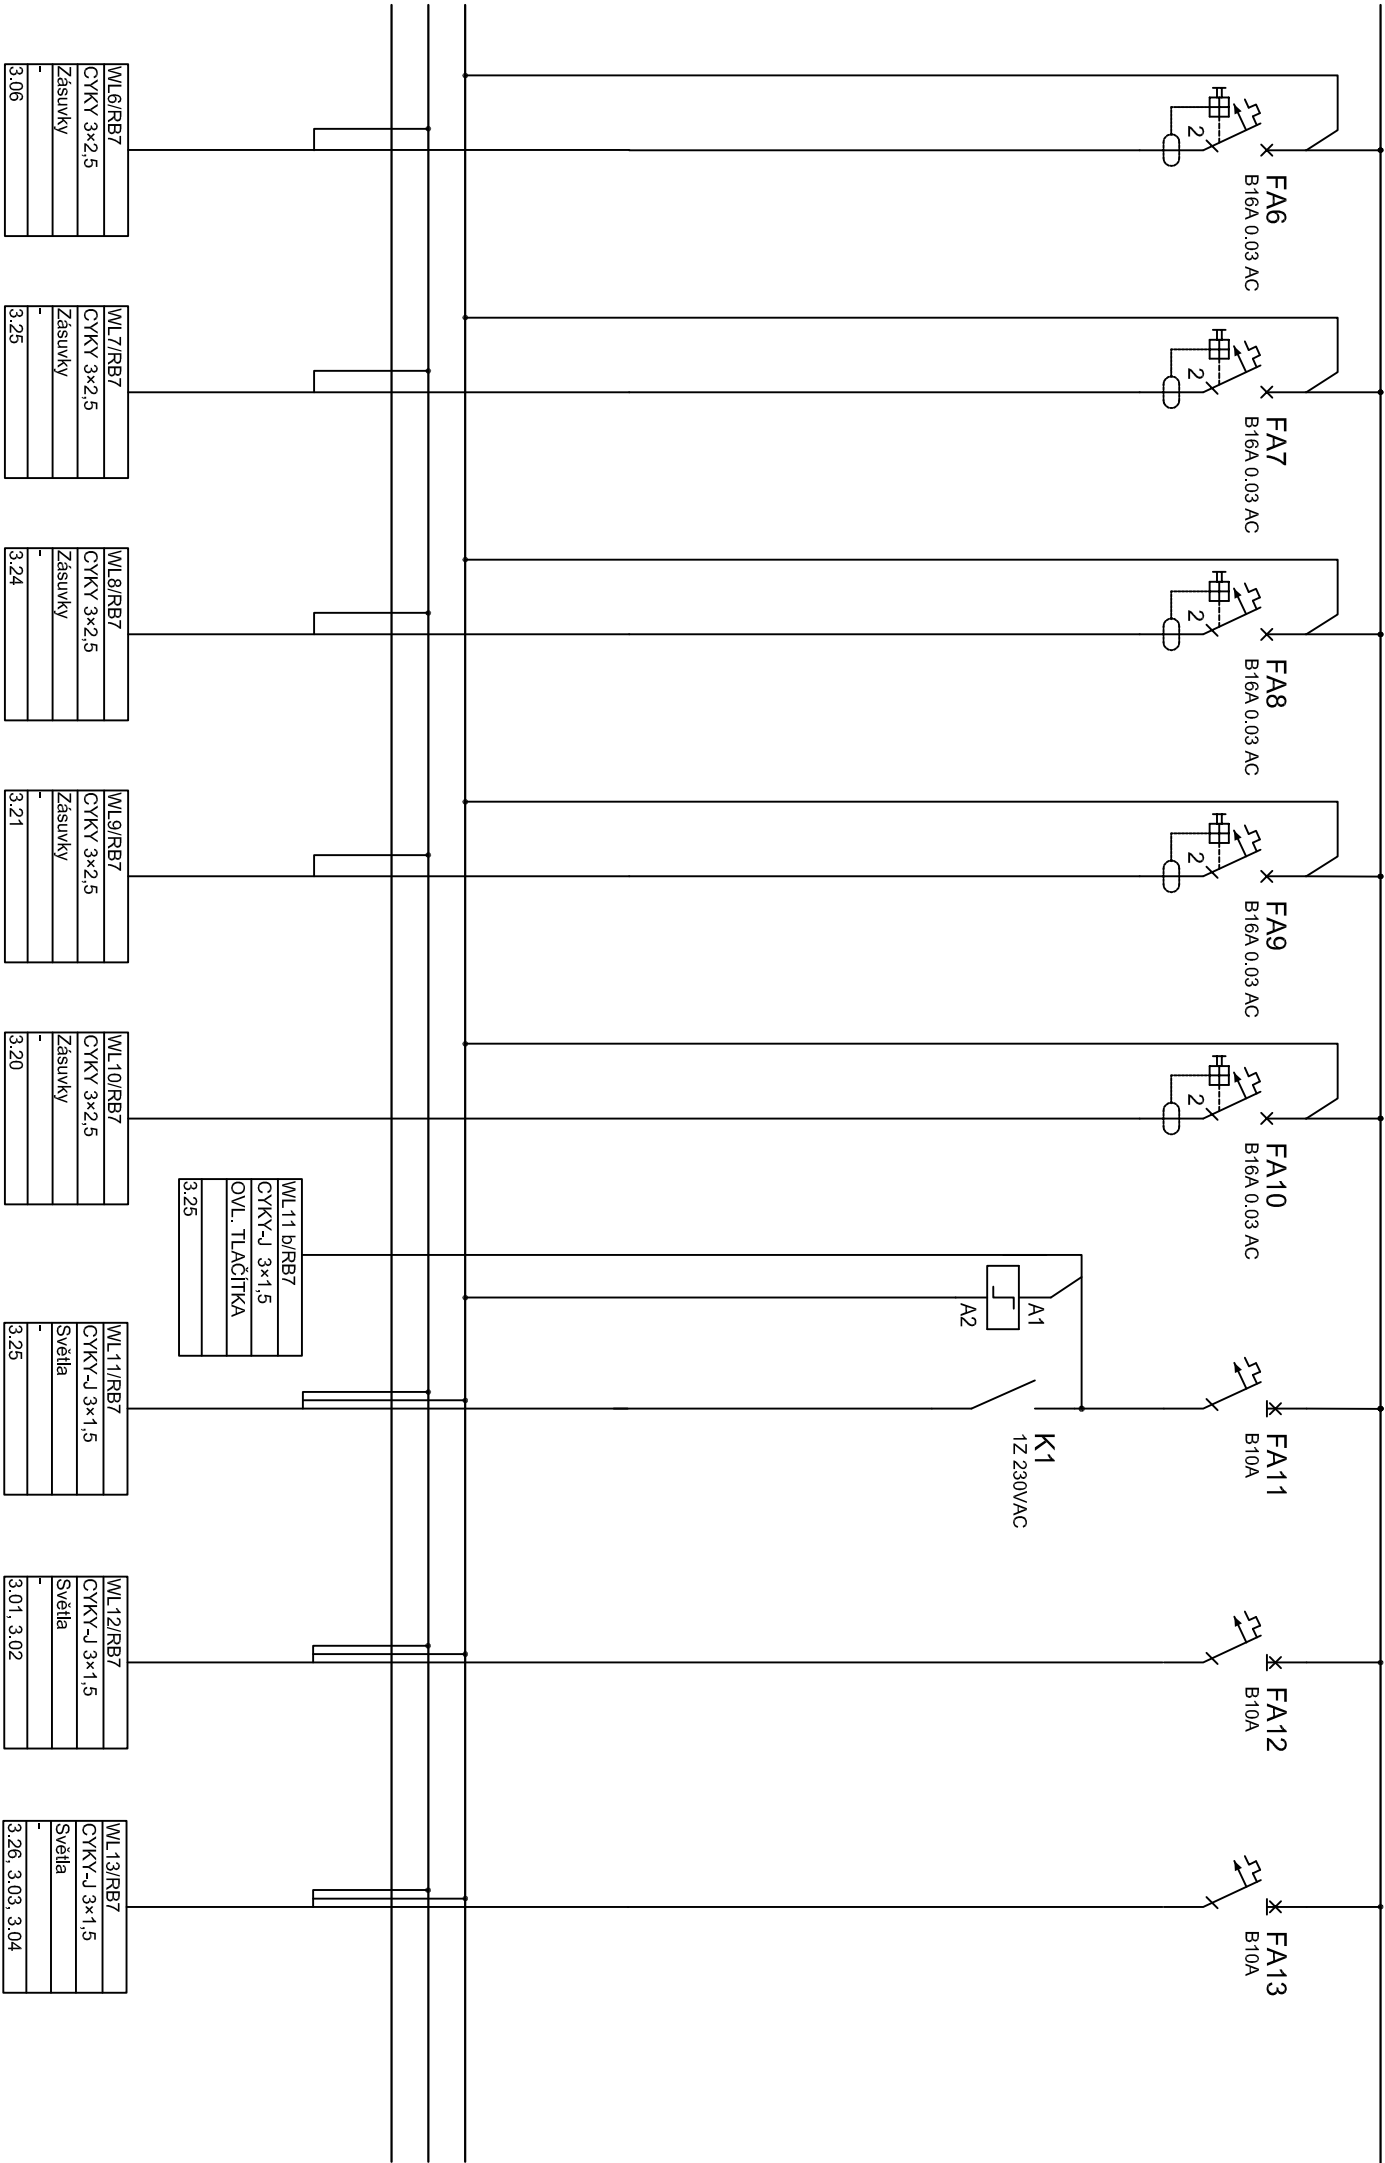 FA6
B16A 0.03 AC
2
FA7
B16A 0.03 AC
2
FA8
B16A 0.03 AC
2
FA9
B16A 0.03 AC
2
FA10
B16A 0.03 AC
2
FA11
B10A
FA12
B10A
FA13
B10A
A1
A2
K1
1Z 230VAC
WL11 b/RB7
CYKY-J 3×1,5
OVL. TLAČÍTKA
3.25
WL6/RB7
CYKY 3×2,5
Zásuvky
-
3.06
WL7/RB7
CYKY 3×2,5
Zásuvky
-
3.25
WL8/RB7
CYKY 3×2,5
Zásuvky
-
3.24
WL9/RB7
CYKY 3×2,5
Zásuvky
-
3.21
WL10/RB7
CYKY 3×2,5
Zásuvky
-
3.20
WL11/RB7
CYKY-J 3×1,5
Světla
-
3.25
WL12/RB7
CYKY-J 3×1,5
Světla
-
3.01, 3.02
WL13/RB7
CYKY-J 3×1,5
Světla
-
3.26, 3.03, 3.04